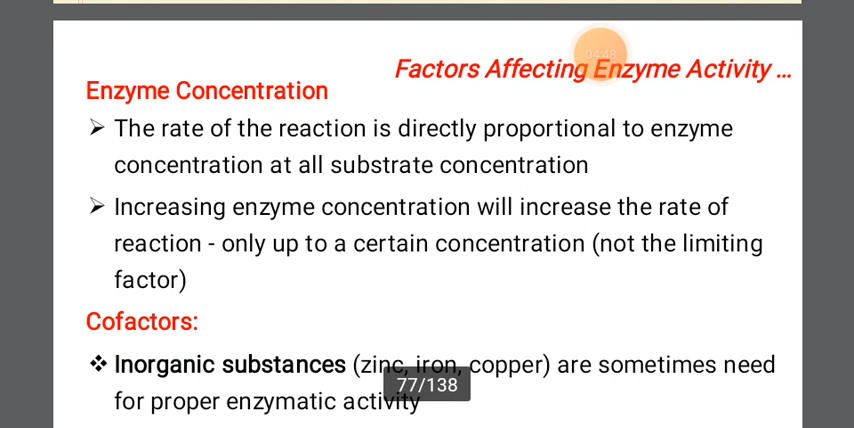 04:48
Factors Affecting Enzyme Activity ...
Enzyme Concentration
➢ The rate of the reaction is directly proportional to enzyme
concentration at all substrate concentration
➢ Increasing enzyme concentration will increase the rate of
reaction - only up to a certain concentration (not the limiting
factor)
Cofactors:
❖ Inorganic substances (zinc, iron, copper) are sometimes need
77/138
for proper enzymatic activity